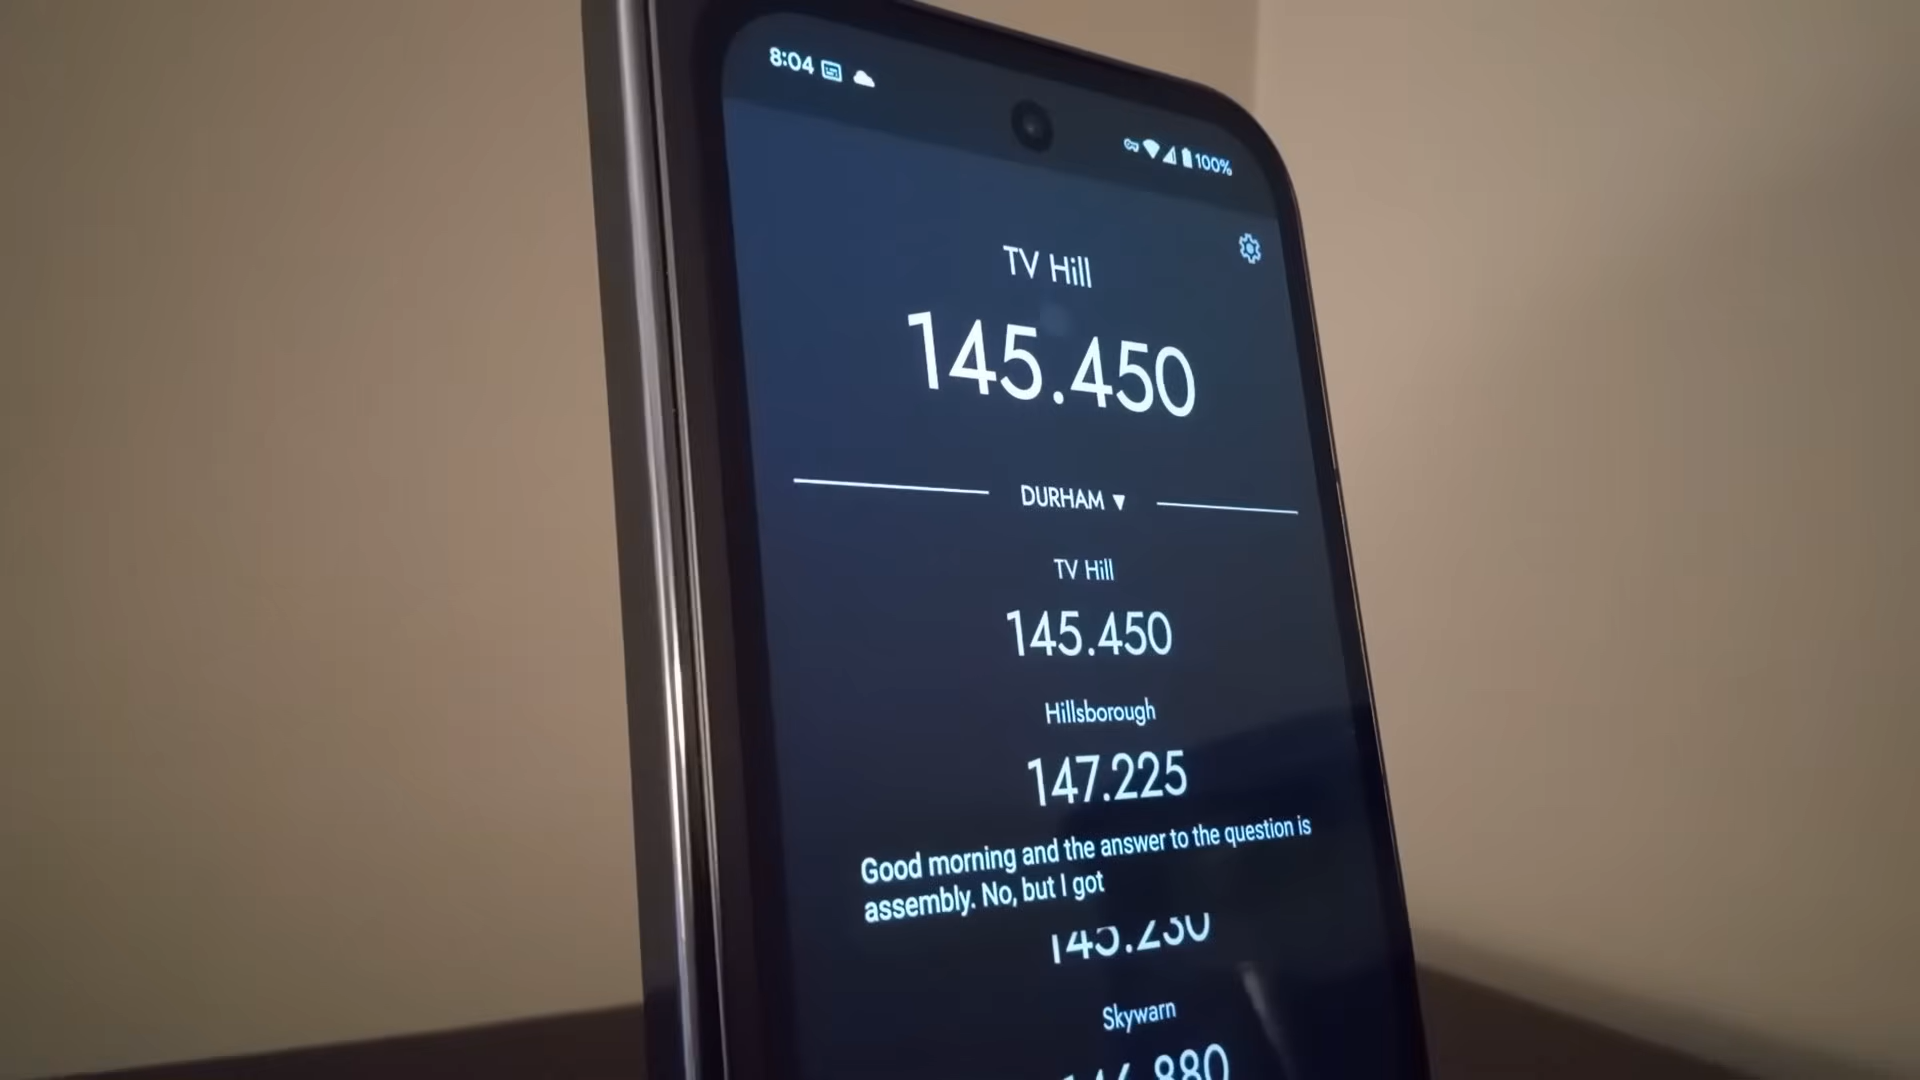 8:04
100%
TV Hill
145.450
DURHAM ▼
TV Hill
145.450
Hillsborough
147.225
Good morning and the answer to the question is
assembly. No, but I got
Skywarn